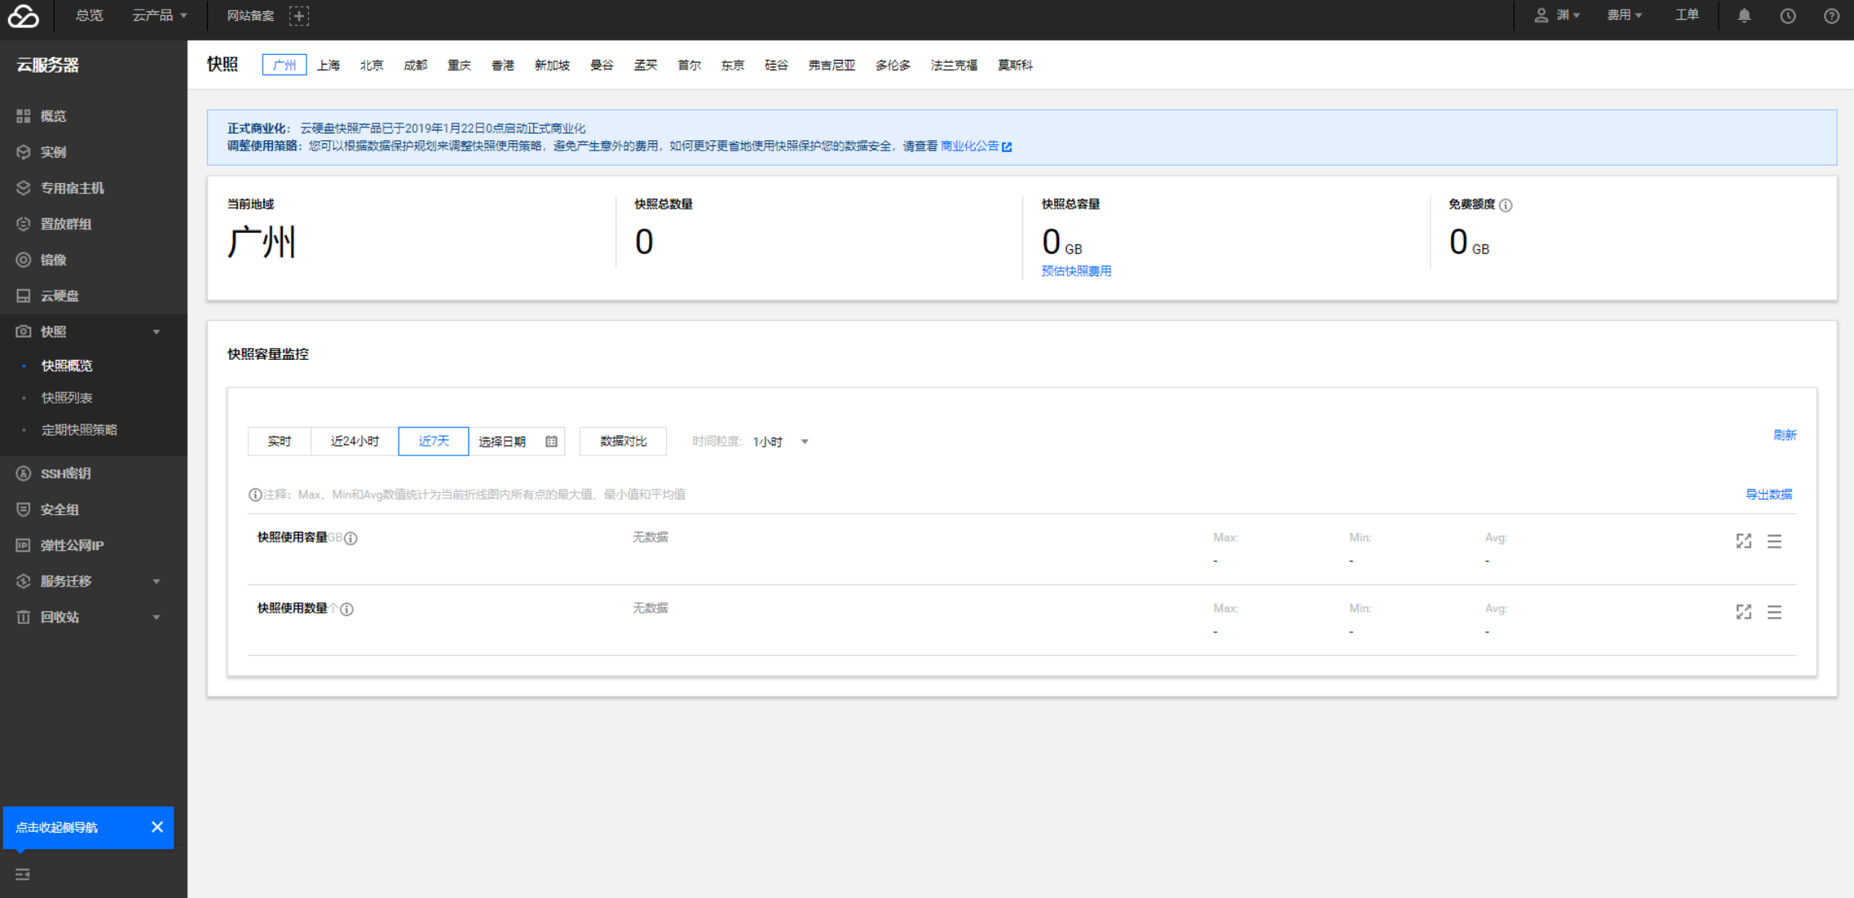 总览 云产品 网站备案 渊 费用 工单
云服务器
概览
实例
专用宿主机
置放群组
镜像
云硬盘
快照
快照概览
快照列表
定期快照策略
SSH密钥
安全组
弹性公网IP
服务迁移
回收站
点击收起侧导航
快照 广州 上海 北京 成都 重庆 香港 新加坡 曼谷 孟买 首尔 东京 硅谷 弗吉尼亚 多伦多 法兰克福 莫斯科
正式商业化： 云硬盘快照产品已于2019年1月22日0点启动正式商业化
调整使用策略：您可以根据数据保护规划来调整快照使用策略，避免产生意外的费用，如何更好更省地使用快照保护您的数据安全，请查看 商业化公告
当前地域 快照总数量 快照总容量 免费额度
广州 0 0 GB 0 GB
预估快照费用
快照容量监控
实时 近24小时 近7天 选择日期 数据对比 时间粒度: 1小时 刷新
注释：Max、Min和Avg数值统计为当前折线图内所有点的最大值、最小值和平均值 导出数据
快照使用容量GB 无数据 Max: Min: Avg:
- - -
快照使用数量个 无数据 Max: Min: Avg:
- - -